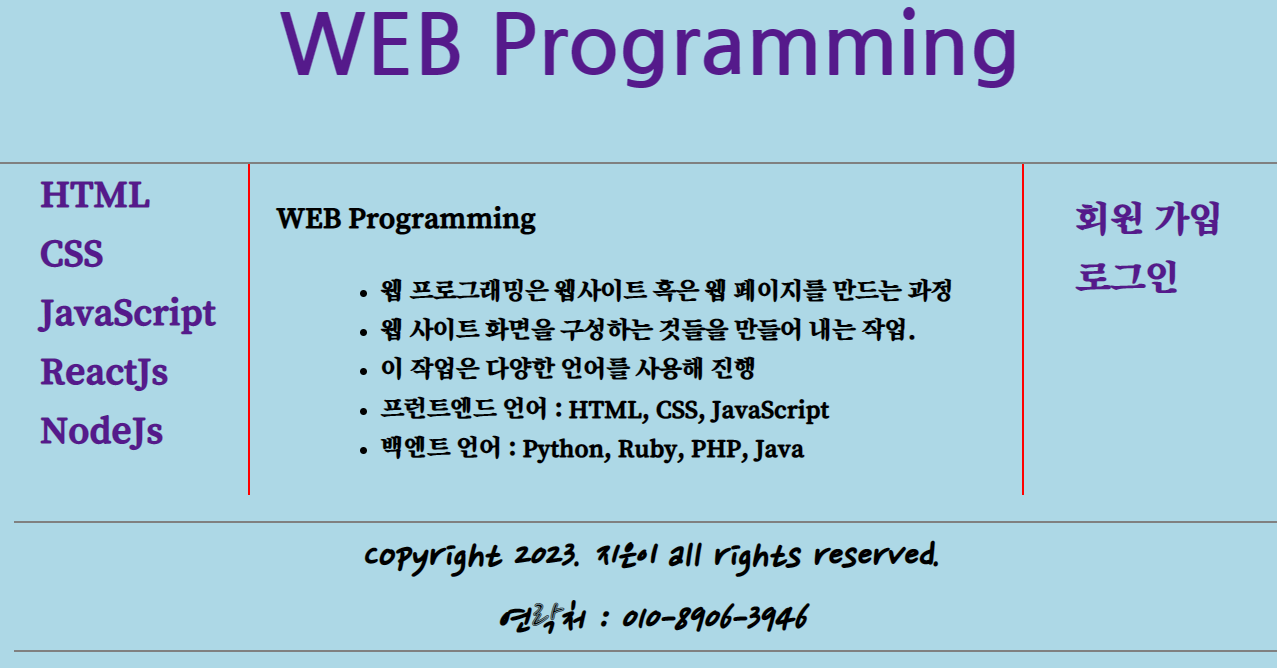 WEB Programming
HTML
CSS
JavaScript
ReactJs
NodeJs
WEB Programming
웹 프로그래밍은 웹사이트 혹은 웹 페이지를 만드는 과정
웹 사이트 화면을 구성하는 것들을 만들어 내는 작업.
이 작업은 다양한 언어를 사용해 진행
프런트엔드 언어 : HTML, CSS, JavaScript
백엔트 언어 : Python, Ruby, PHP, Java
회원 가입
로그인
copyright 2023. 지은이 all rights reserved.
연락처 : 010-8906-3946